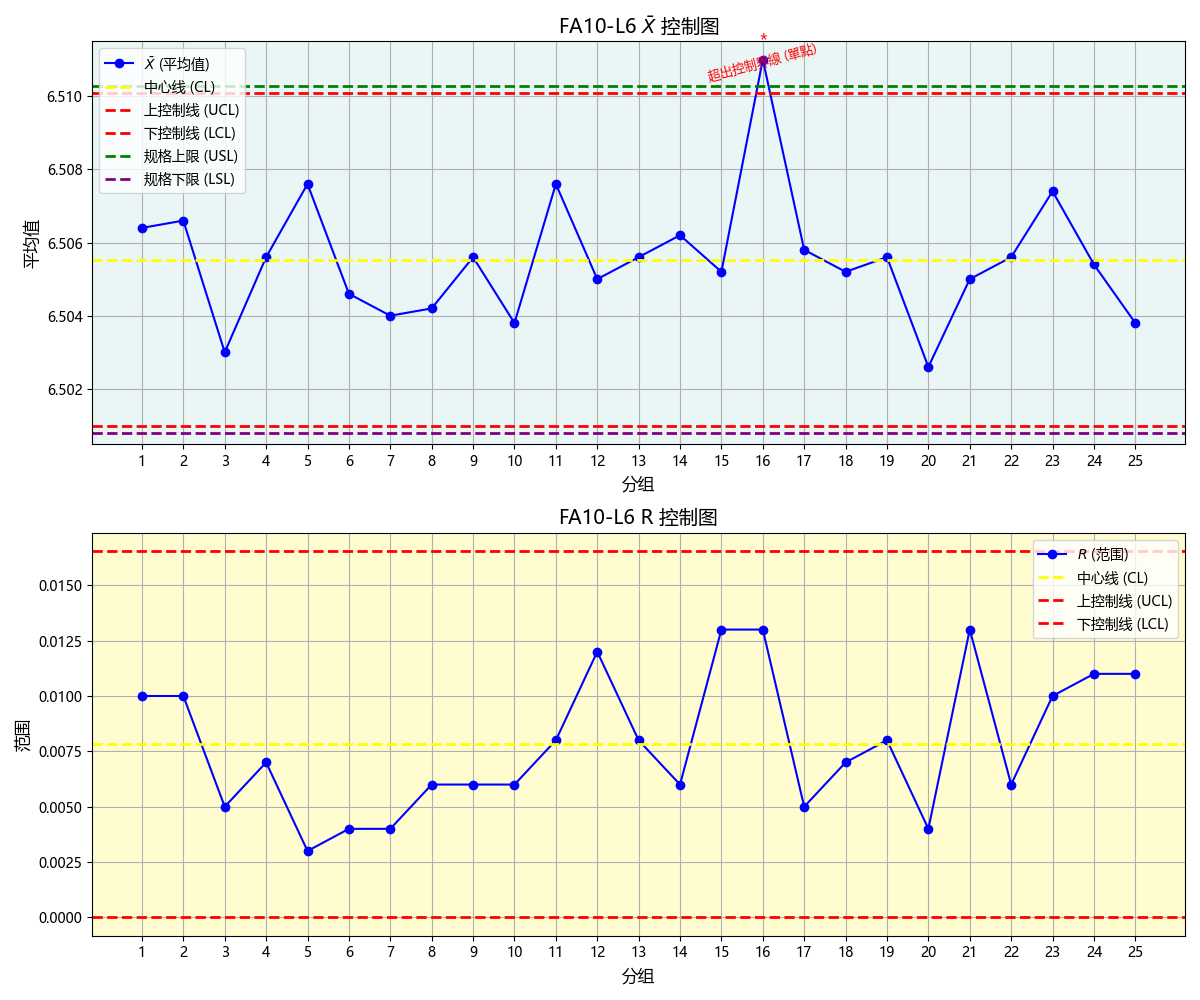 FA10-L6 X̄ 控制图
*
超出控制界線 (單點)
X̄ (平均值)
中心线 (CL)
上控制线 (UCL)
下控制线 (LCL)
规格上限 (USL)
规格下限 (LSL)
平均值
6.510
6.508
6.506
6.504
6.502
1 2 3 4 5 6 7 8 9 10 11 12 13 14 15 16 17 18 19 20 21 22 23 24 25
分组
FA10-L6 R 控制图
R (范围)
中心线 (CL)
上控制线 (UCL)
下控制线 (LCL)
范围
0.0150
0.0125
0.0100
0.0075
0.0050
0.0025
0.0000
1 2 3 4 5 6 7 8 9 10 11 12 13 14 15 16 17 18 19 20 21 22 23 24 25
分组